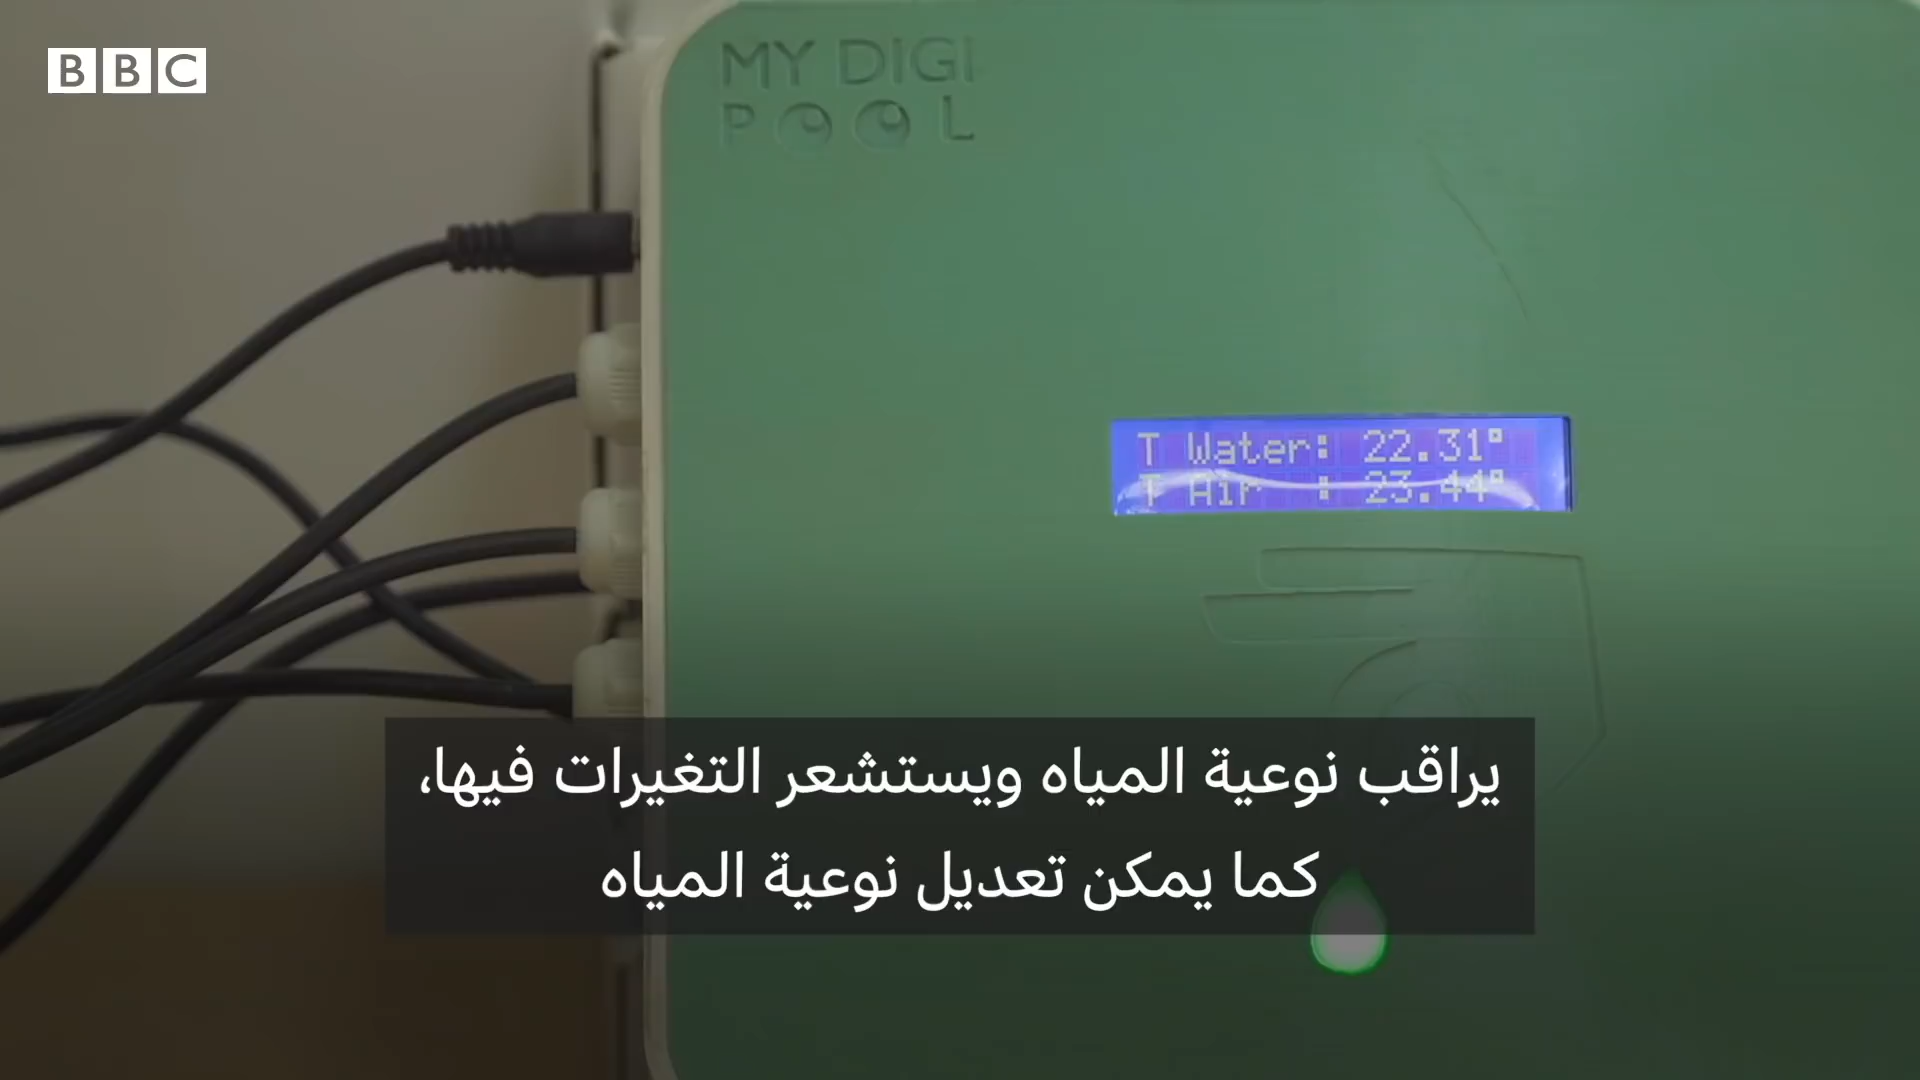 BBC
MY DIGI
POOL
T Water: 22.31°
T Air : 23.44°
يراقب نوعية المياه ويستشعر التغيرات فيها،
كما يمكن تعديل نوعية المياه